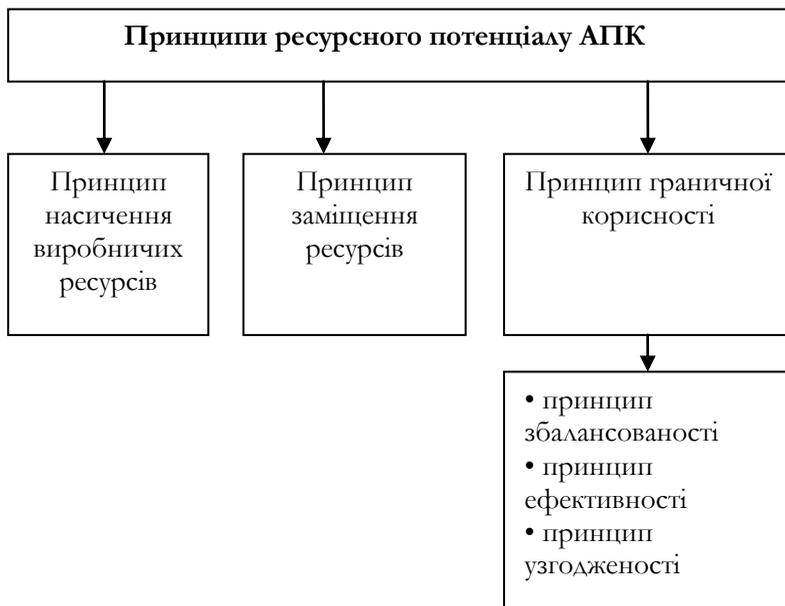 Принципи ресурсного потенціалу АПК
Принцип
насичення
виробничих
ресурсів
Принцип
заміщення
ресурсів
Принцип граничної
корисності
• принцип
збалансованості
• принцип
ефективності
• принцип
узгодженості